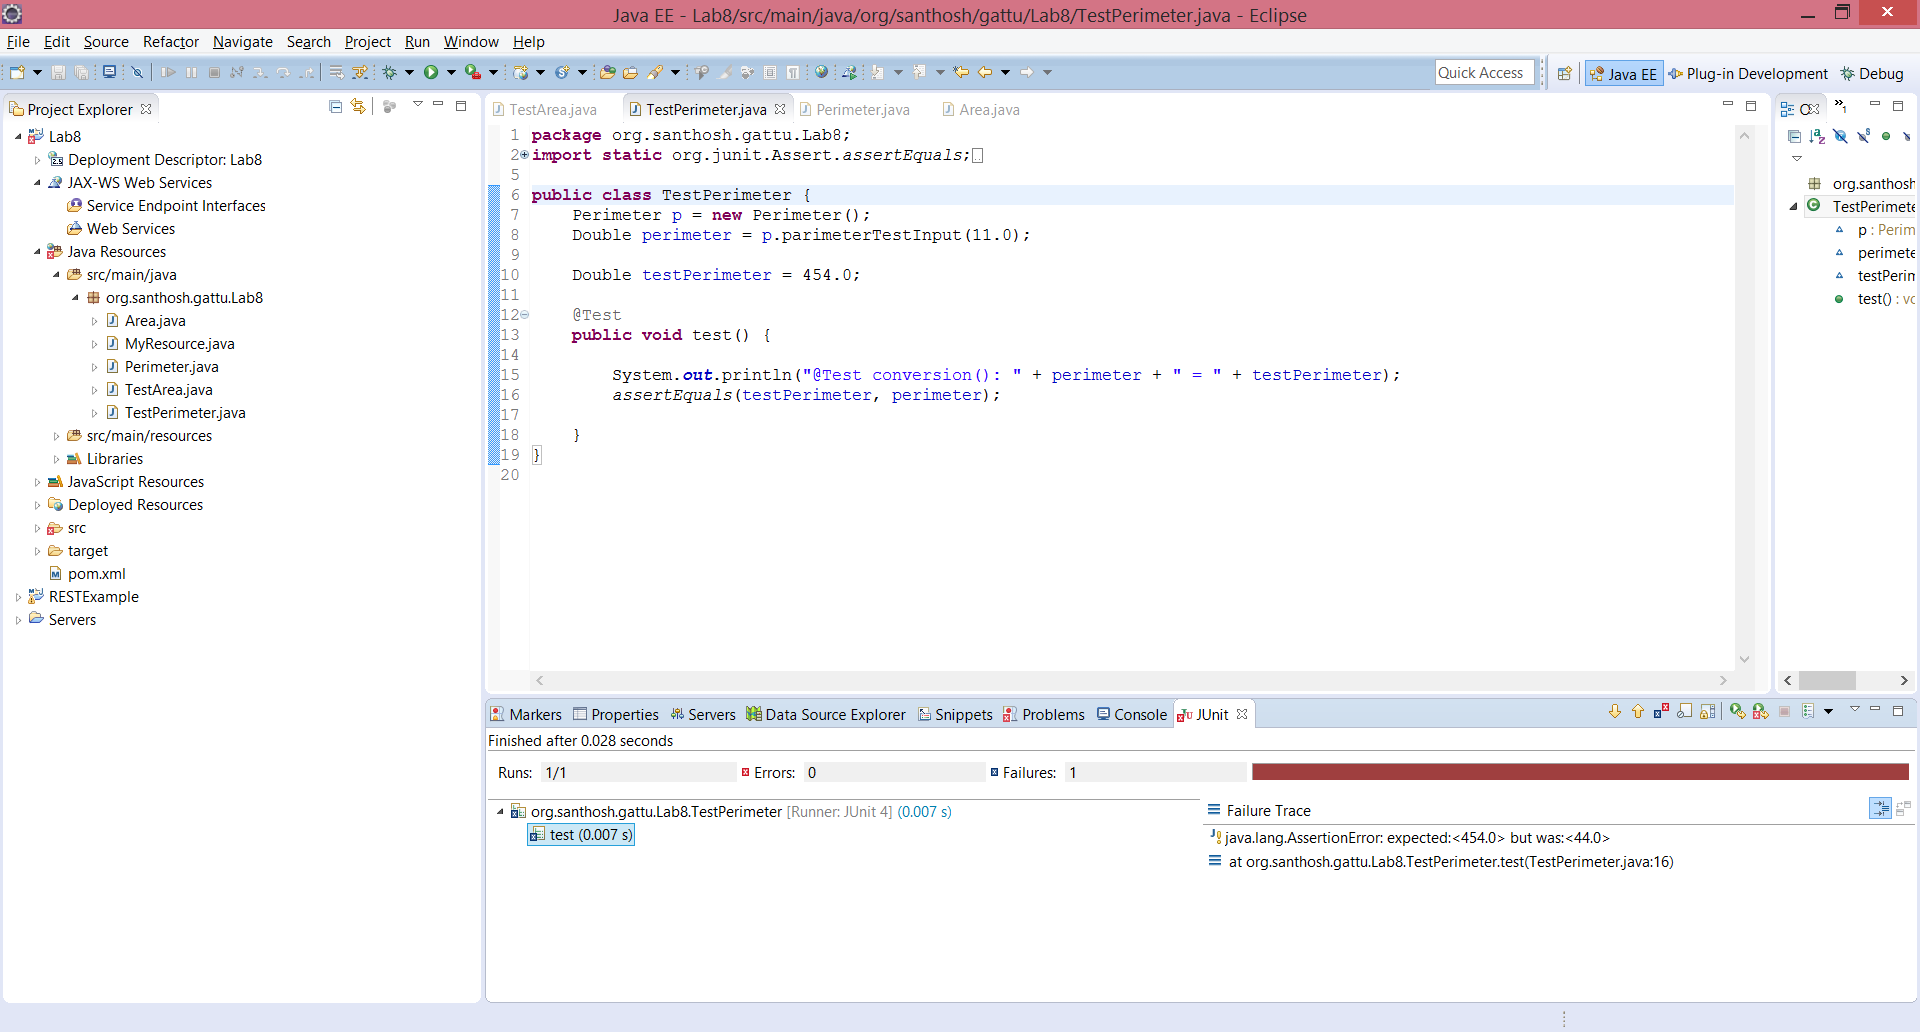 Java EE - Lab8/src/main/java/org/santhosh/gattu/Lab8/TestPerimeter.java - Eclipse
File Edit Source Refactor Navigate Search Project Run Window Help
Quick Access Java EE Plug-in Development Debug
Project Explorer
Lab8
Deployment Descriptor: Lab8
JAX-WS Web Services
Service Endpoint Interfaces
Web Services
Java Resources
src/main/java
org.santhosh.gattu.Lab8
Area.java
MyResource.java
Perimeter.java
TestArea.java
TestPerimeter.java
src/main/resources
Libraries
JavaScript Resources
Deployed Resources
src
target
pom.xml
RESTExample
Servers
TestArea.java TestPerimeter.java Perimeter.java Area.java
1 package org.santhosh.gattu.Lab8;
2 import static org.junit.Assert.assertEquals;
5
6 public class TestPerimeter {
7 Perimeter p = new Perimeter();
8 Double perimeter = p.parimeterTestInput(11.0);
9
10 Double testPerimeter = 454.0;
11
12 @Test
13 public void test() {
14
15 System.out.println("@Test conversion(): " + perimeter + " = " + testPerimeter);
16 assertEquals(testPerimeter, perimeter);
17
18 }
19 }
20
org.santhosh
TestPerimete
p : Perim
perimete
testPerim
test() : vo
Markers Properties Servers Data Source Explorer Snippets Problems Console JUnit
Finished after 0.028 seconds
Runs: 1/1 Errors: 0 Failures: 1
org.santhosh.gattu.Lab8.TestPerimeter [Runner: JUnit 4] (0.007 s)
test (0.007 s)
Failure Trace
java.lang.AssertionError: expected:<454.0> but was:<44.0>
at org.santhosh.gattu.Lab8.TestPerimeter.test(TestPerimeter.java:16)